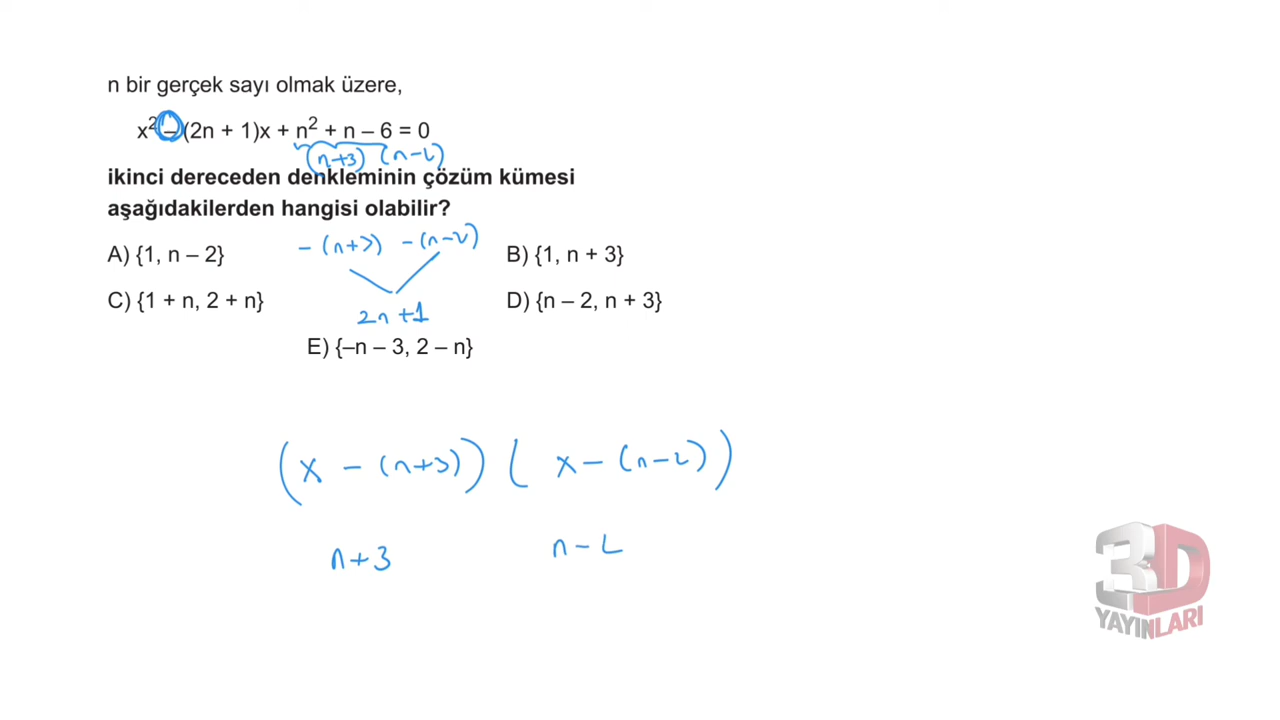 n bir gerçek sayı olmak üzere,
x² – (2n + 1)x + n² + n – 6 = 0
(n+3) (n–2)
ikinci dereceden denkleminin çözüm kümesi
aşağıdakilerden hangisi olabilir?
– (n+3) – (n–2)
A) {1, n – 2} B) {1, n + 3}
C) {1 + n, 2 + n} D) {n – 2, n + 3}
2n +1
E) {–n – 3, 2 – n}
(x – (n+3)) (x – (n–2))
n+3 n–2
3D
YAYINLARI